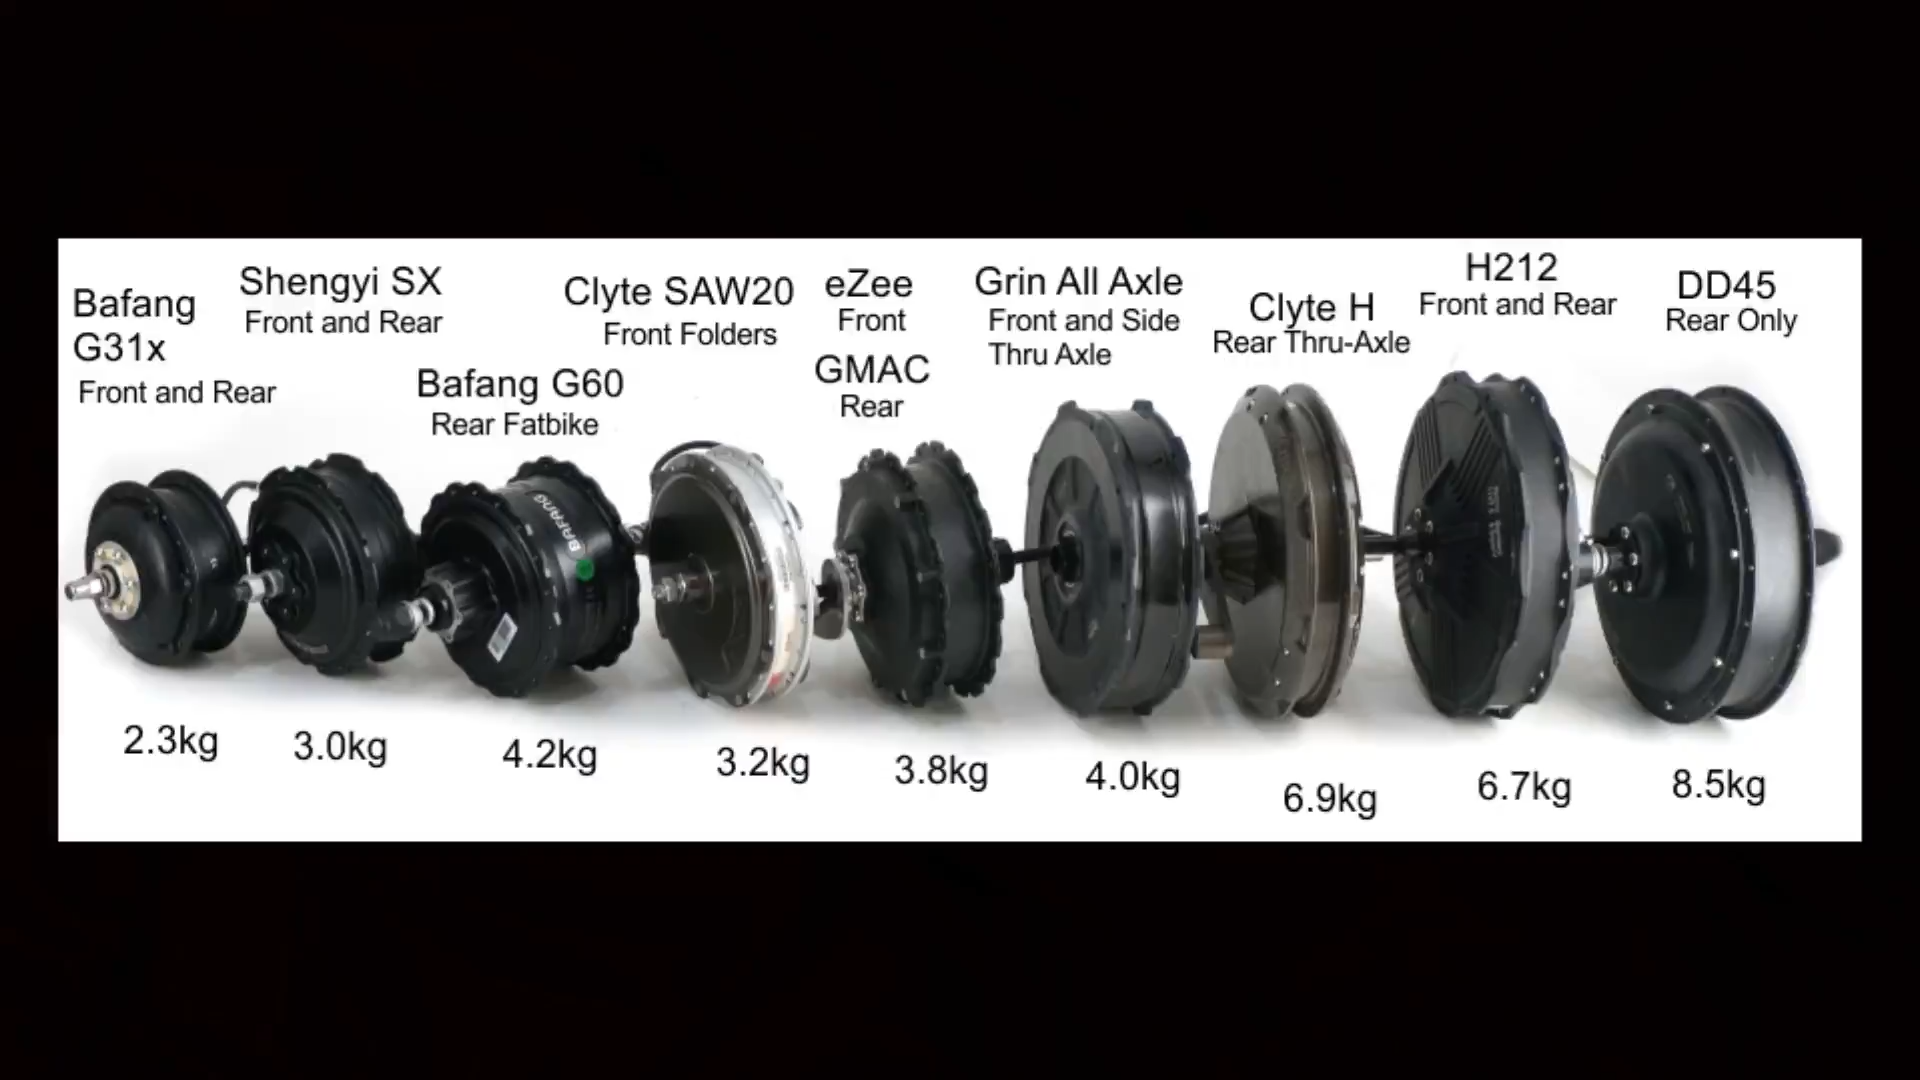 Bafang
G31x
Front and Rear
Shengyi SX
Front and Rear
Bafang G60
Rear Fatbike
Clyte SAW20
Front Folders
eZee
Front
GMAC
Rear
Grin All Axle
Front and Side
Thru Axle
Clyte H
Rear Thru-Axle
H212
Front and Rear
DD45
Rear Only
BAFANG
2.3kg
3.0kg
4.2kg
3.2kg
3.8kg
4.0kg
6.9kg
6.7kg
8.5kg